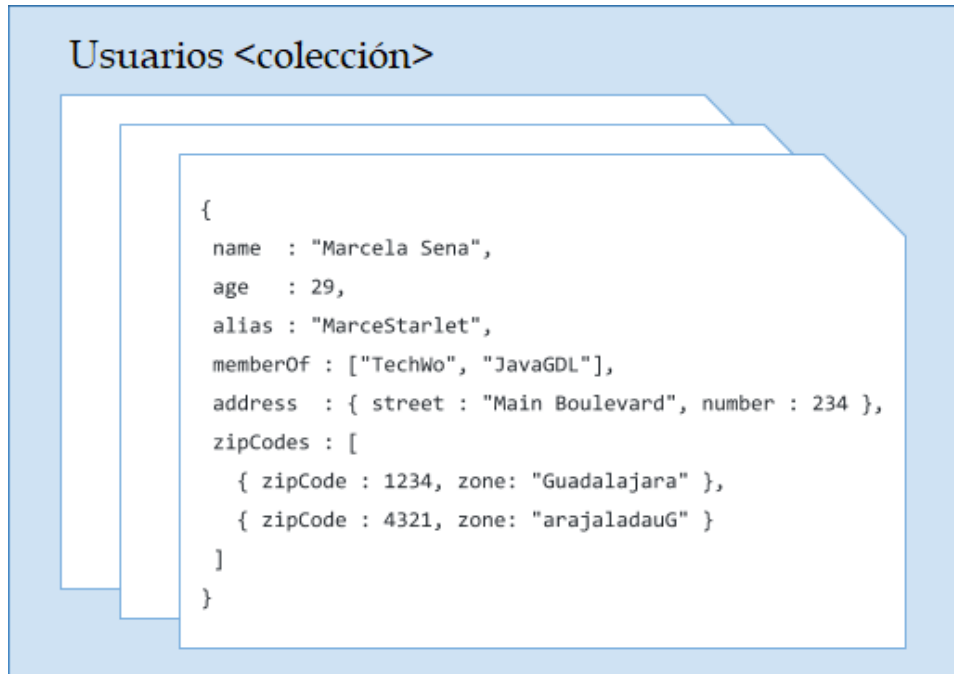 Usuarios <colección>
{
name : "Marcela Sena",
age : 29,
alias : "MarceStarlet",
memberOf : ["TechWo", "JavaGDL"],
address : { street : "Main Boulevard", number : 234 },
zipCodes : [
{ zipCode : 1234, zone: "Guadalajara" },
{ zipCode : 4321, zone: "arajaladauG" }
]
}